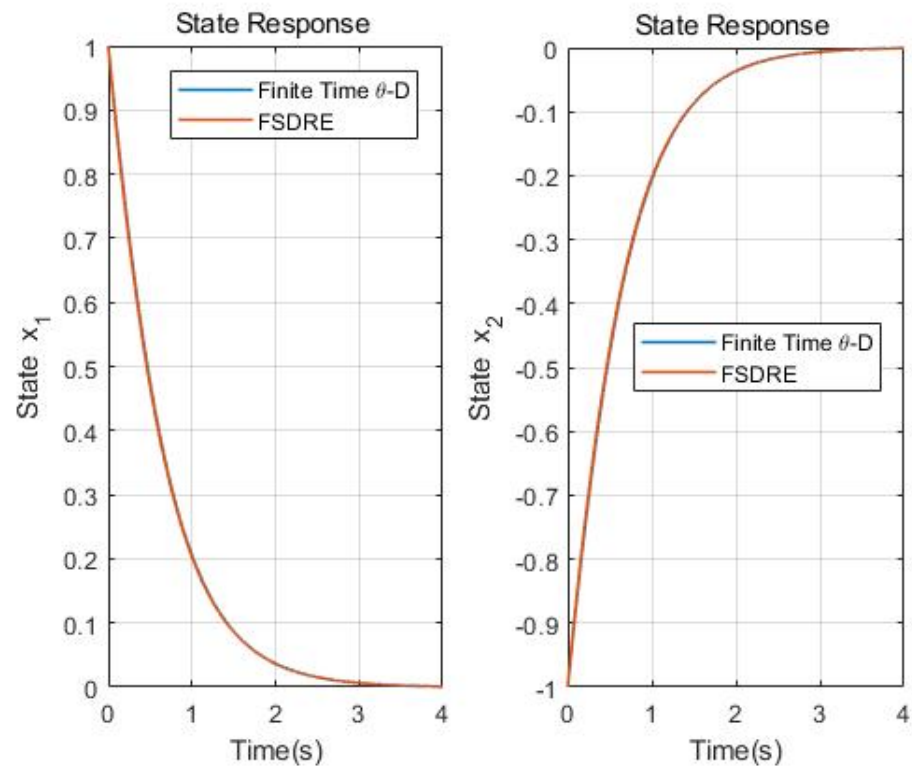 State Response
1
0.9
0.8
0.7
0.6
0.5
0.4
0.3
0.2
0.1
0
State x_1
Finite Time θ-D
FSDRE
0 1 2 3 4
Time(s)
State Response
0
-0.1
-0.2
-0.3
-0.4
-0.5
-0.6
-0.7
-0.8
-0.9
-1
State x_2
Finite Time θ-D
FSDRE
0 1 2 3 4
Time(s)